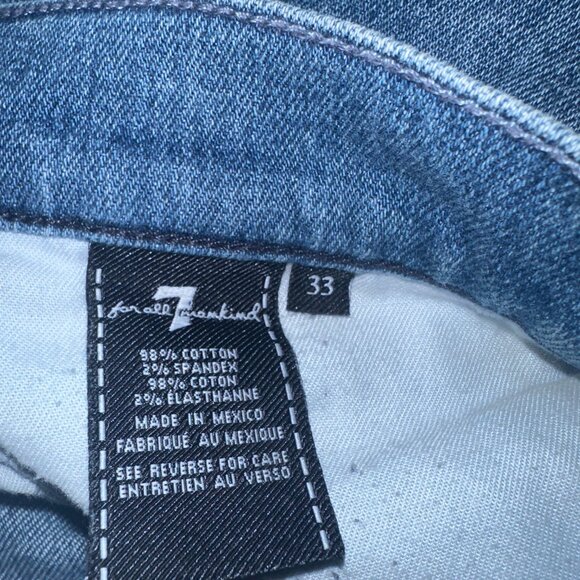 7
for all mankind
33
98% COTTON
2% SPANDEX
98% COTON
2% ÉLASTHANNE
MADE IN MEXICO
FABRIQUÉ AU MEXIQUE
SEE REVERSE FOR CARE
ENTRETIEN AU VERSO